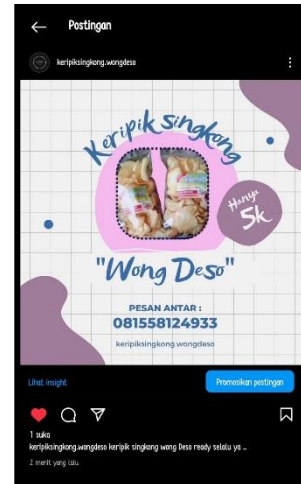 Postingan
keripiksingkong.wongdeso
Keripik Singkong
Hanya
5k
"Wong Deso"
PESAN ANTAR :
081558124933
keripiksingkong.wongdeso
Lihat insight
Promosikan postingan
1 suka
keripiksingkong.wongdeso keripik singkong wong Deso ready selalu ya ...
2 menit yang lalu